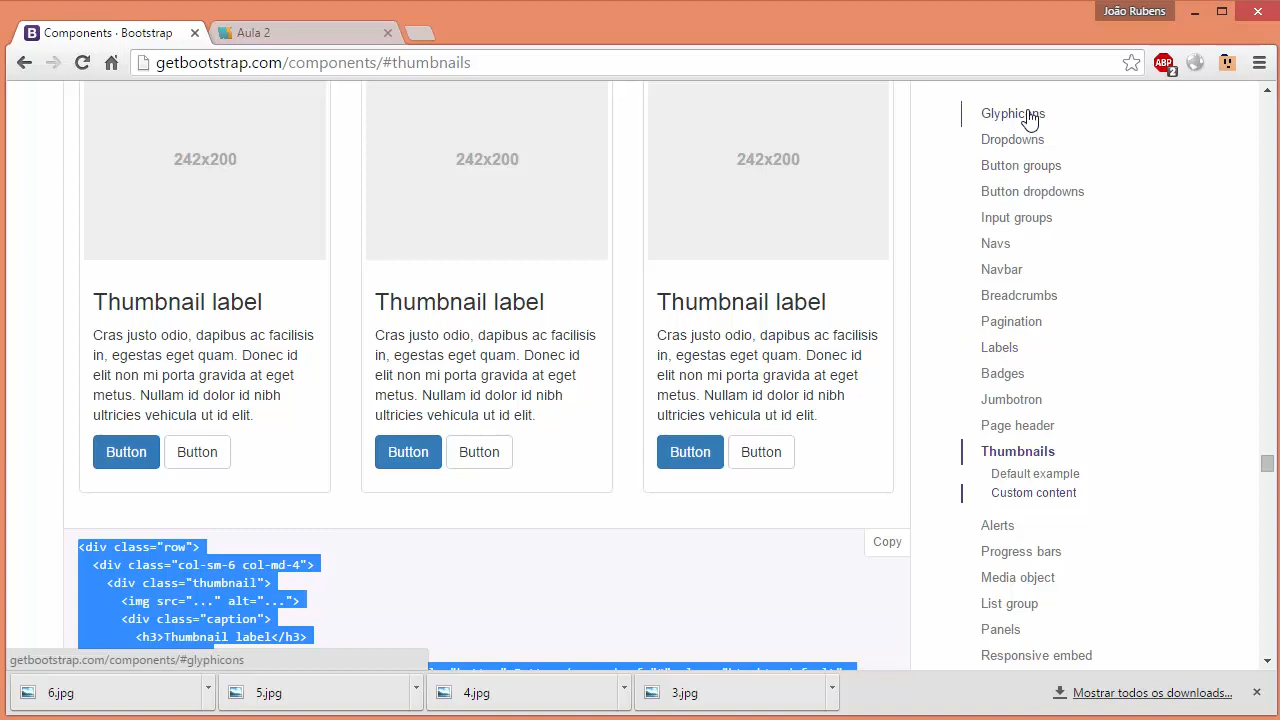 João Rubens
Components · Bootstrap
Aula 2
getbootstrap.com/components/#thumbnails
ABP
2
242x200
242x200
242x200
Thumbnail label
Cras justo odio, dapibus ac facilisis
in, egestas eget quam. Donec id
elit non mi porta gravida at eget
metus. Nullam id dolor id nibh
ultricies vehicula ut id elit.
Button
Button
Thumbnail label
Cras justo odio, dapibus ac facilisis
in, egestas eget quam. Donec id
elit non mi porta gravida at eget
metus. Nullam id dolor id nibh
ultricies vehicula ut id elit.
Button
Button
Thumbnail label
Cras justo odio, dapibus ac facilisis
in, egestas eget quam. Donec id
elit non mi porta gravida at eget
metus. Nullam id dolor id nibh
ultricies vehicula ut id elit.
Button
Button
Copy
<div class="row">
<div class="col-sm-6 col-md-4">
<div class="thumbnail">
<img src="..." alt="...">
<div class="caption">
<h3>Thumbnail label</h3>
Glyphicons
Dropdowns
Button groups
Button dropdowns
Input groups
Navs
Navbar
Breadcrumbs
Pagination
Labels
Badges
Jumbotron
Page header
Thumbnails
Default example
Custom content
Alerts
Progress bars
Media object
List group
Panels
Responsive embed
getbootstrap.com/components/#glyphicons
6.jpg
5.jpg
4.jpg
3.jpg
Mostrar todos os downloads...